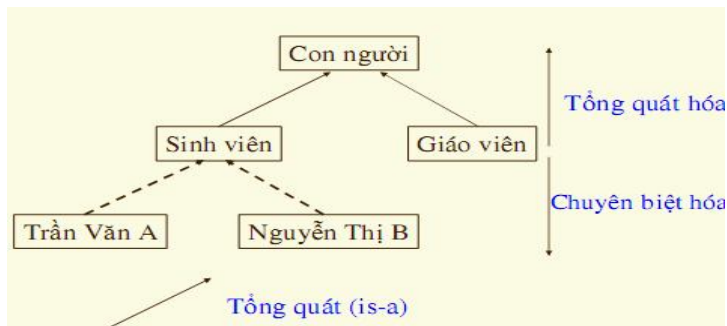 Con người
Tổng quát hóa
Sinh viên
Giáo viên
Chuyên biệt hóa
Trần Văn A
Nguyễn Thị B
Tổng quát (is-a)